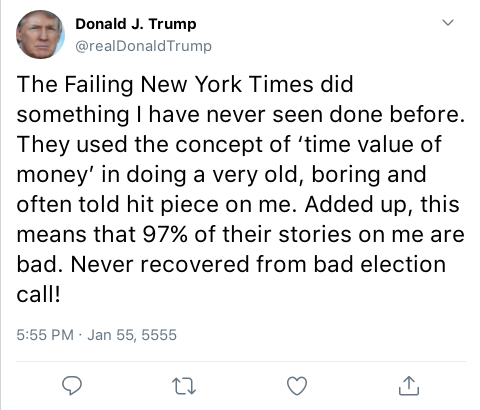 Donald J. Trump
@realDonaldTrump
The Failing New York Times did
something I have never seen done before.
They used the concept of ‘time value of
money’ in doing a very old, boring and
often told hit piece on me. Added up, this
means that 97% of their stories on me are
bad. Never recovered from bad election
call!
5:55 PM · Jan 55, 5555